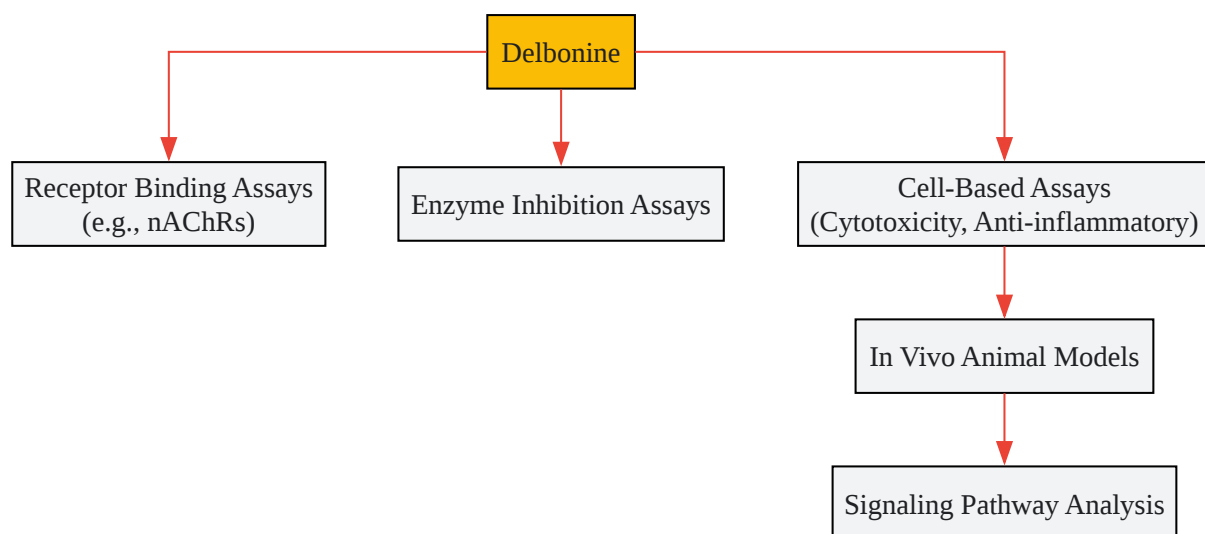 Delbonine
Receptor Binding Assays
(e.g., nAChRs)
Enzyme Inhibition Assays
Cell-Based Assays
(Cytotoxicity, Anti-inflammatory)
In Vivo Animal Models
Signaling Pathway Analysis